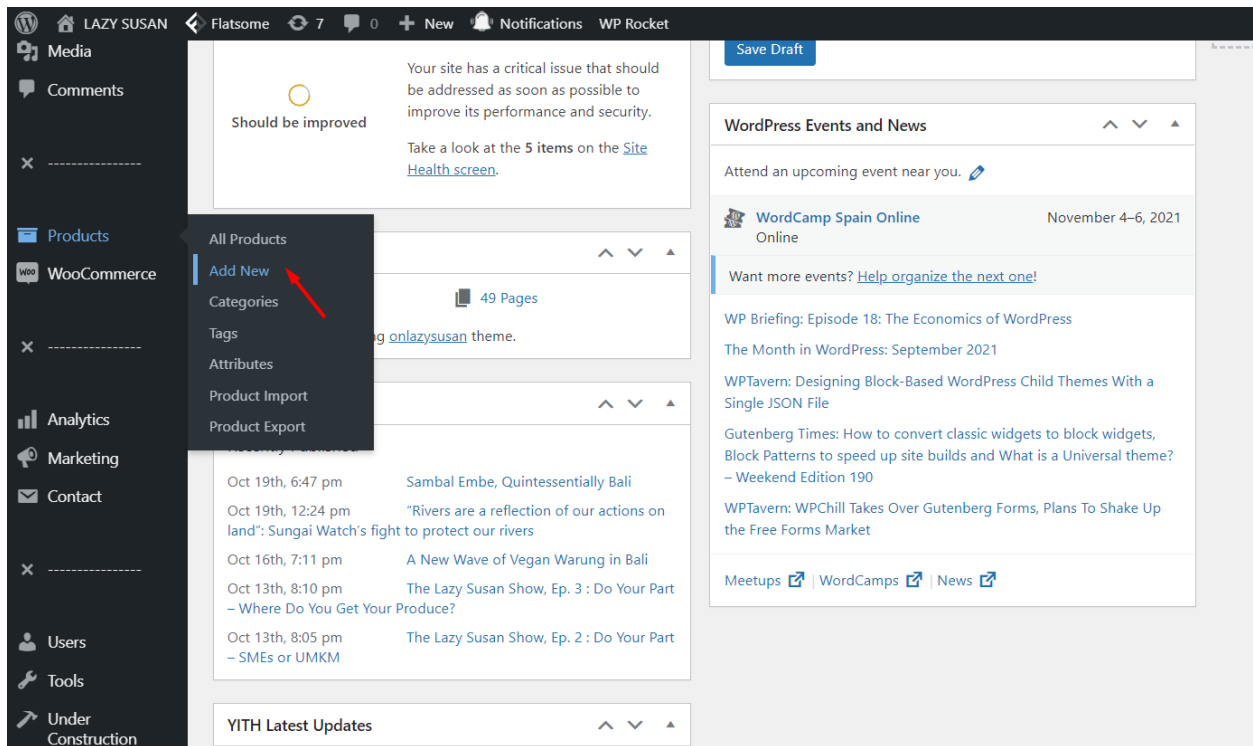 LAZY SUSAN Flatsome 7 0 New Notifications WP Rocket
Media
Comments
----------------
Products
WooCommerce
----------------
Analytics
Marketing
Contact
----------------
Users
Tools
Under
Construction
All Products
Add New
Categories
Tags
Attributes
Product Import
Product Export
Should be improved
Your site has a critical issue that should
be addressed as soon as possible to
improve its performance and security.
Take a look at the 5 items on the Site
Health screen.
49 Pages
onlazysusan theme.
Recently Published
Oct 19th, 6:47 pm Sambal Embe, Quintessentially Bali
Oct 19th, 12:24 pm “Rivers are a reflection of our actions on
land”: Sungai Watch’s fight to protect our rivers
Oct 16th, 7:11 pm A New Wave of Vegan Warung in Bali
Oct 13th, 8:10 pm The Lazy Susan Show, Ep. 3 : Do Your Part
– Where Do You Get Your Produce?
Oct 13th, 8:05 pm The Lazy Susan Show, Ep. 2 : Do Your Part
– SMEs or UMKM
YITH Latest Updates
Save Draft
WordPress Events and News
Attend an upcoming event near you.
WordCamp Spain Online November 4–6, 2021
Online
Want more events? Help organize the next one!
WP Briefing: Episode 18: The Economics of WordPress
The Month in WordPress: September 2021
WPTavern: Designing Block-Based WordPress Child Themes With a
Single JSON File
Gutenberg Times: How to convert classic widgets to block widgets,
Block Patterns to speed up site builds and What is a Universal theme?
– Weekend Edition 190
WPTavern: WPChill Takes Over Gutenberg Forms, Plans To Shake Up
the Free Forms Market
Meetups | WordCamps | News